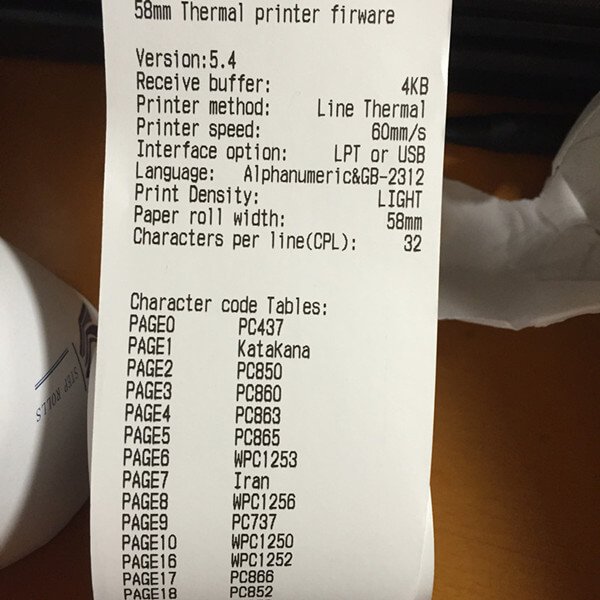 58mm Thermal printer firware
Version:5.4
Receive buffer: 4KB
Printer method: Line Thermal
Printer speed: 60mm/s
Interface option: LPT or USB
Language: Alphanumeric&GB-2312
Print Density: LIGHT
Paper roll width: 58mm
Characters per line(CPL): 32
Character code Tables:
PAGE0 PC437
PAGE1 Katakana
PAGE2 PC850
PAGE3 PC860
PAGE4 PC863
PAGE5 PC865
PAGE6 WPC1253
PAGE7 Iran
PAGE8 WPC1256
PAGE9 PC737
PAGE10 WPC1250
PAGE16 WPC1252
PAGE17 PC866
PAGE18 PC852
STEP ROLLS